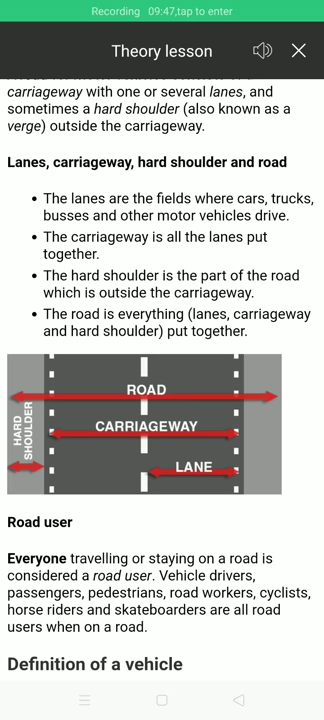 Recording 09:47,tap to enter
Theory lesson
carriageway with one or several lanes, and
sometimes a hard shoulder (also known as a
verge) outside the carriageway.
Lanes, carriageway, hard shoulder and road
• The lanes are the fields where cars, trucks,
busses and other motor vehicles drive.
• The carriageway is all the lanes put
together.
• The hard shoulder is the part of the road
which is outside the carriageway.
• The road is everything (lanes, carriageway
and hard shoulder) put together.
ROAD
HARD
SHOULDER
CARRIAGEWAY
LANE
Road user
Everyone travelling or staying on a road is
considered a road user. Vehicle drivers,
passengers, pedestrians, road workers, cyclists,
horse riders and skateboarders are all road
users when on a road.
Definition of a vehicle